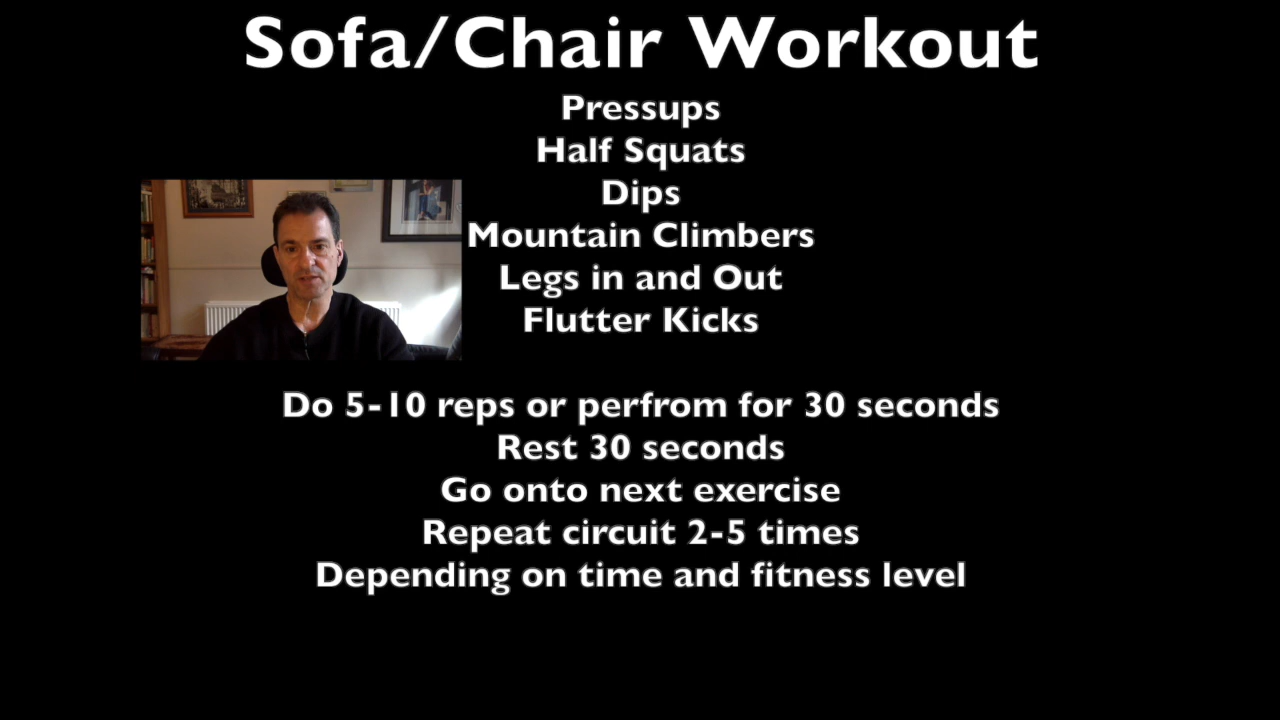 Sofa/Chair Workout
Pressups
Half Squats
Dips
Mountain Climbers
Legs in and Out
Flutter Kicks
Do 5-10 reps or perfrom for 30 seconds
Rest 30 seconds
Go onto next exercise
Repeat circuit 2-5 times
Depending on time and fitness level